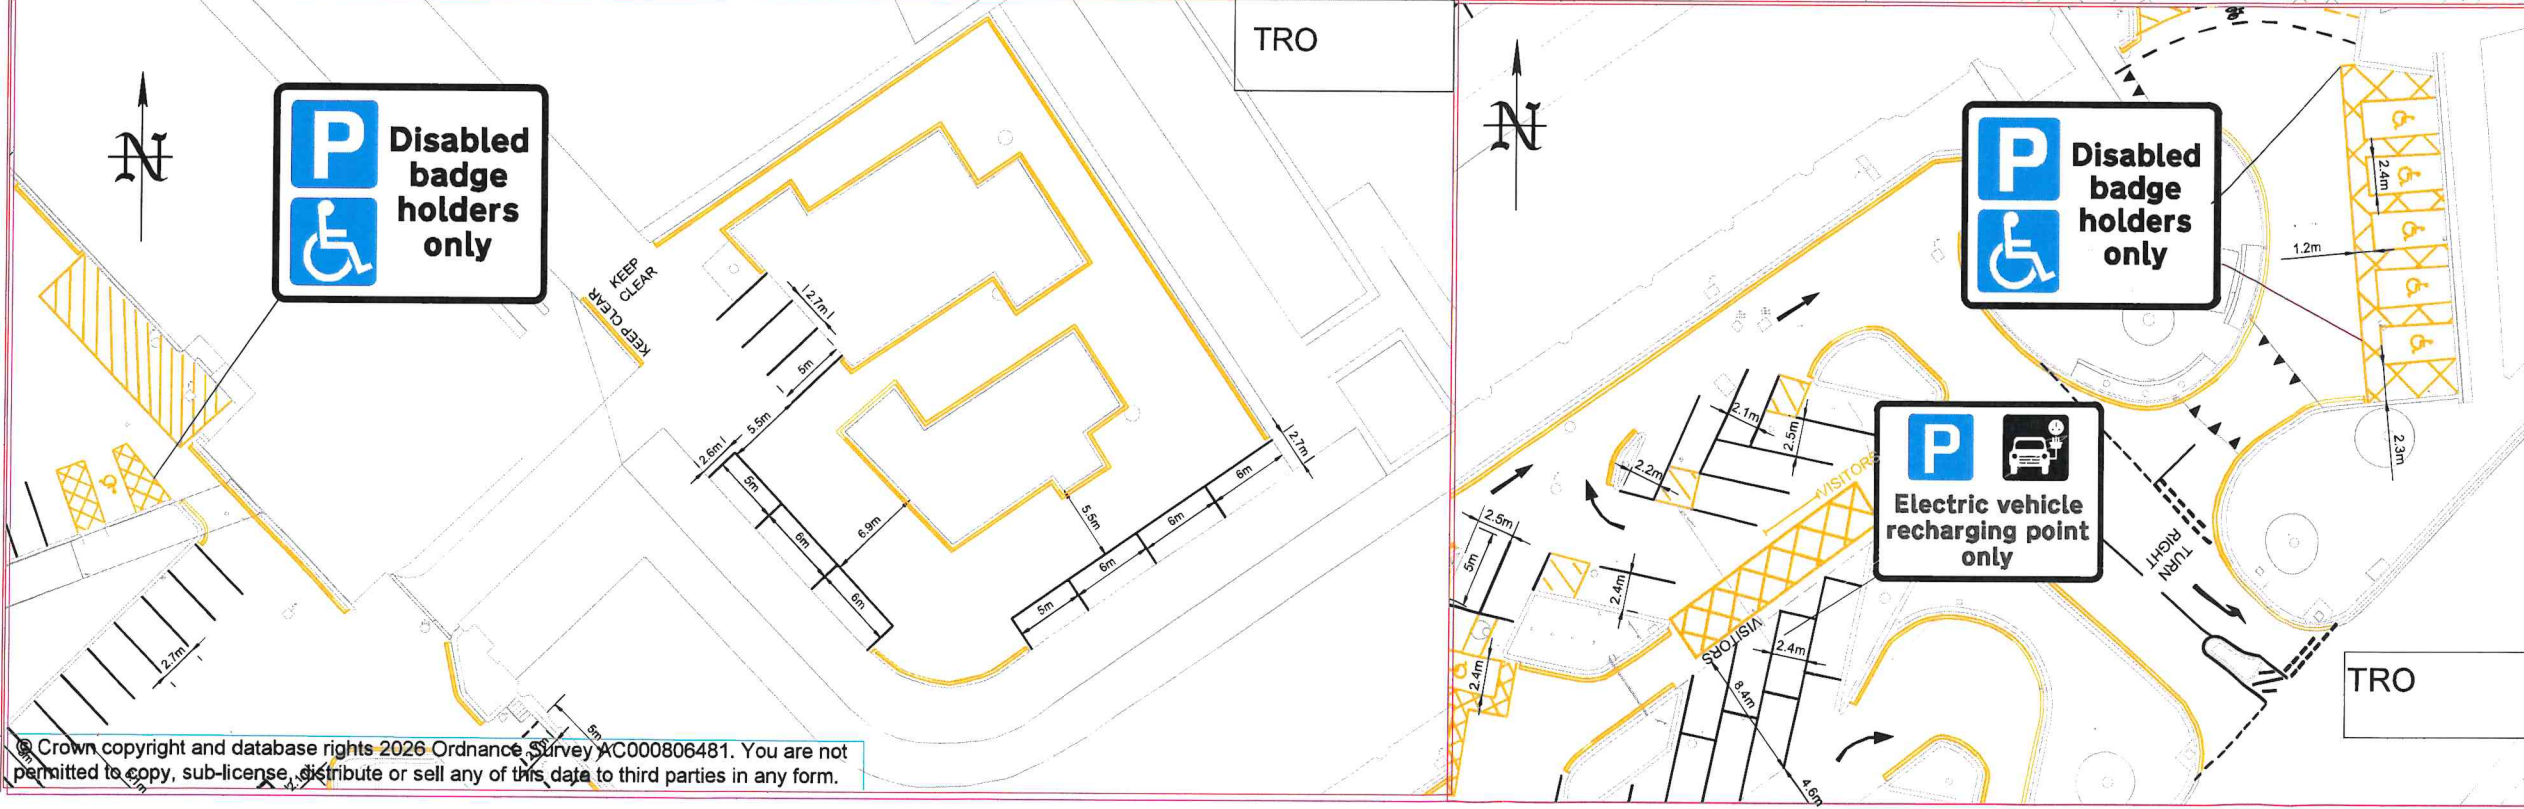 TRO
N
P
Disabled
badge
holders
only
KEEP
CLEAR
KEEP CLEAR
2.7m
5m
5.5m
2.6m
5m
6m
6m
6.9m
5.5m
5m
6m
6m
6m
2.7m
2.7m
5m
© Crown copyright and database rights 2026 Ordnance Survey AC000806481. You are not
permitted to copy, sub-license, distribute or sell any of this data to third parties in any form.
N
P
Disabled
badge
holders
only
2.4m
1.2m
2.3m
2.1m
2.5m
2.2m
VISITORS
2.5m
5m
2.4m
P
Electric vehicle
recharging point
only
TURN
RIGHT
VISITORS
2.4m
2.4m
8.4m
4.6m
TRO